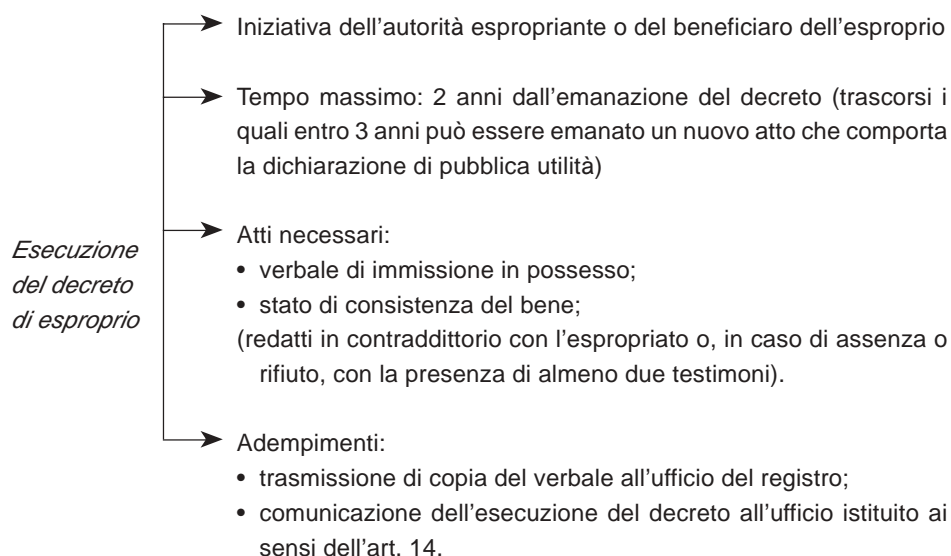 Iniziativa dell'autorità espropriante o del beneficiaro dell'esproprio
Tempo massimo: 2 anni dall'emanazione del decreto (trascorsi i
quali entro 3 anni può essere emanato un nuovo atto che comporta
la dichiarazione di pubblica utilità)
Esecuzione
del decreto
di esproprio
Atti necessari:
• verbale di immissione in possesso;
• stato di consistenza del bene;
(redatti in contraddittorio con l'espropriato o, in caso di assenza o
rifiuto, con la presenza di almeno due testimoni).
Adempimenti:
• trasmissione di copia del verbale all'ufficio del registro;
• comunicazione dell'esecuzione del decreto all'ufficio istituito ai
sensi dell'art. 14.